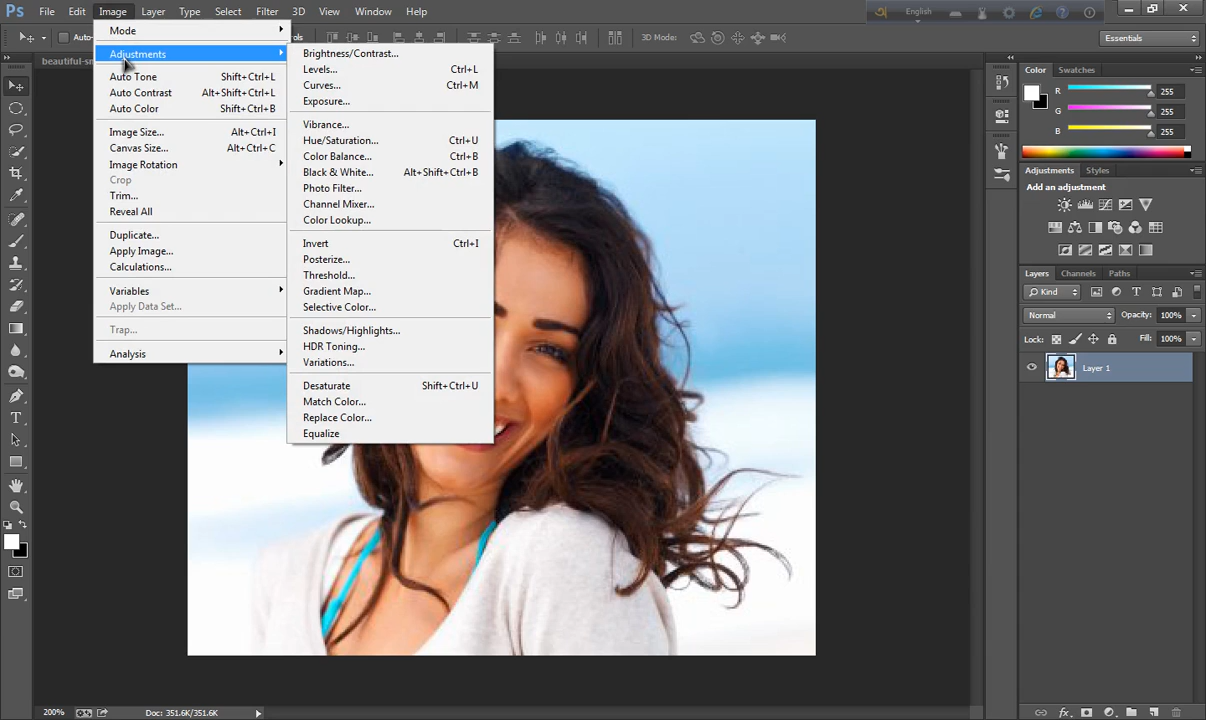 Ps File Edit Image Layer Type Select Filter 3D View Window Help
English
Mode
3D Mode:
Essentials
Adjustments
Auto Tone Shift+Ctrl+L
Auto Contrast Alt+Shift+Ctrl+L
Auto Color Shift+Ctrl+B
Image Size... Alt+Ctrl+I
Canvas Size... Alt+Ctrl+C
Image Rotation
Crop
Trim...
Reveal All
Duplicate...
Apply Image...
Calculations...
Variables
Apply Data Set...
Trap...
Analysis
Brightness/Contrast...
Levels... Ctrl+L
Curves... Ctrl+M
Exposure...
Vibrance...
Hue/Saturation... Ctrl+U
Color Balance... Ctrl+B
Black & White... Alt+Shift+Ctrl+B
Photo Filter...
Channel Mixer...
Color Lookup...
Invert Ctrl+I
Posterize...
Threshold...
Gradient Map...
Selective Color...
Shadows/Highlights...
HDR Toning...
Variations...
Desaturate Shift+Ctrl+U
Match Color...
Replace Color...
Equalize
Color Swatches
R 255
G 255
B 255
Adjustments Styles
Add an adjustment
Layers Channels Paths
Kind
Normal Opacity: 100%
Lock: Fill: 100%
Layer 1
200% Doc: 351.6K/351.6K